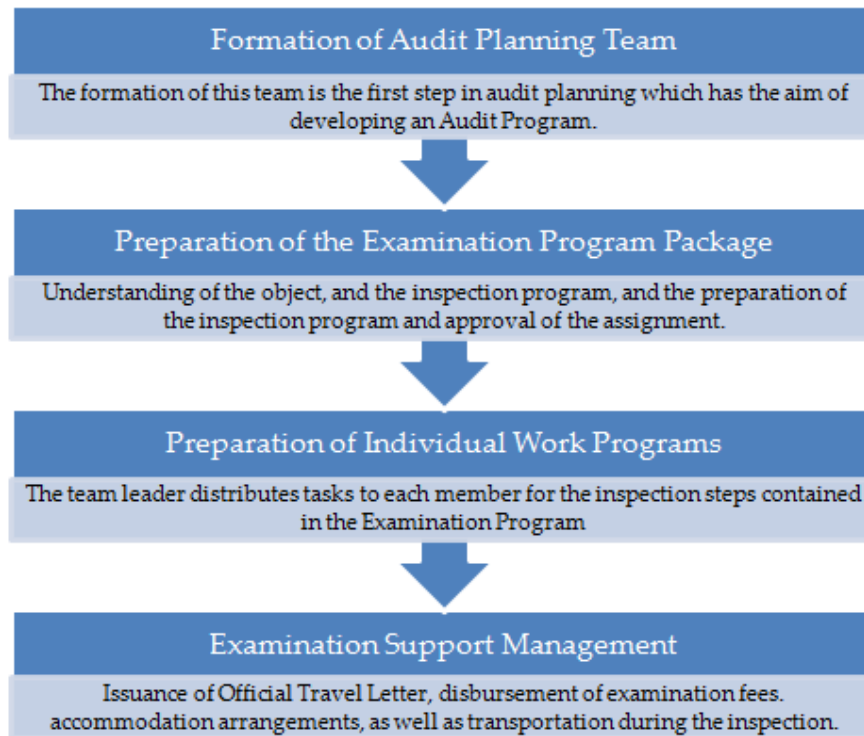 Formation of Audit Planning Team
The formation of this team is the first step in audit planning which has the aim of
developing an Audit Program.
Preparation of the Examination Program Package
Understanding of the object, and the inspection program, and the preparation of
the inspection program and approval of the assignment.
Preparation of Individual Work Programs
The team leader distributes tasks to each member for the inspection steps contained
in the Examination Program
Examination Support Management
Issuance of Official Travel Letter, disbursement of examination fees.
accommodation arrangements, as well as transportation during the inspection.